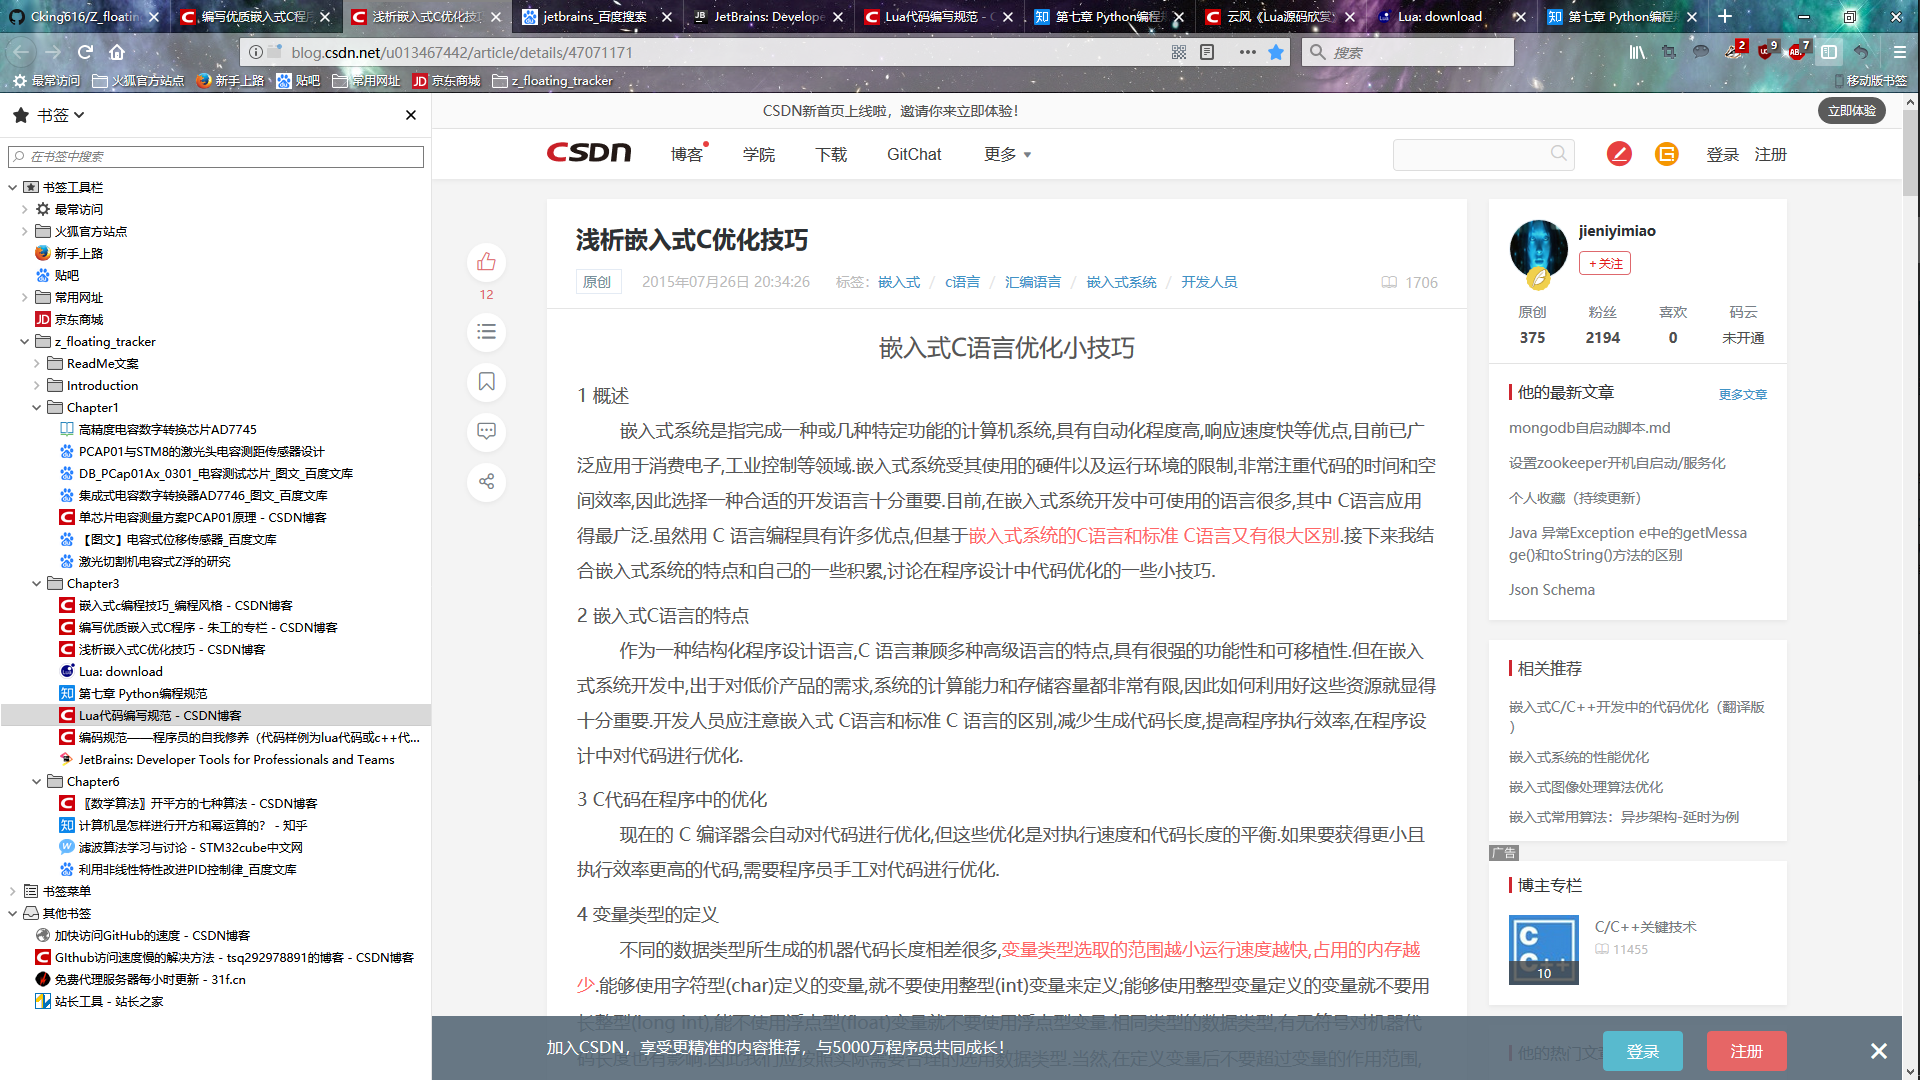 Cking616/Z_floatin
编写优质嵌入式C程序
浅析嵌入式C优化技巧
jetbrains_百度搜索
JetBrains: Develope
Lua代码编写规范 - C
第七章 Python编程规
云风《Lua源码欣赏
Lua: download
第七章 Python编程
blog.csdn.net/u013467442/article/details/47071171
搜索
2
9
7
最常访问
火狐官方站点
新手上路
贴吧
常用网址
京东商城
z_floating_tracker
移动版书签
书签
在书签中搜索
书签工具栏
最常访问
火狐官方站点
新手上路
贴吧
常用网址
京东商城
z_floating_tracker
ReadMe文案
Introduction
Chapter1
高精度电容数字转换芯片AD7745
PCAP01与STM8的激光头电容测距传感器设计
DB_PCap01Ax_0301_电容测试芯片_图文_百度文库
集成式电容数字转换器AD7746_图文_百度文库
单芯片电容测量方案PCAP01原理 - CSDN博客
【图文】电容式位移传感器_百度文库
激光切割机电容式Z浮的研究
Chapter3
嵌入式c编程技巧_编程风格 - CSDN博客
编写优质嵌入式C程序 - 朱工的专栏 - CSDN博客
浅析嵌入式C优化技巧 - CSDN博客
Lua: download
第七章 Python编程规范
Lua代码编写规范 - CSDN博客
编码规范——程序员的自我修养（代码样例为lua代码或c++代...
JetBrains: Developer Tools for Professionals and Teams
Chapter6
〖数学算法〗开平方的七种算法 - CSDN博客
计算机是怎样进行开方和幂运算的？ - 知乎
滤波算法学习与讨论 - STM32cube中文网
利用非线性特性改进PID控制律_百度文库
书签菜单
其他书签
加快访问GitHub的速度 - CSDN博客
GIthub访问速度慢的解决方法 - tsq292978891的博客 - CSDN博客
免费代理服务器每小时更新 - 31f.cn
站长工具 - 站长之家
CSDN新首页上线啦，邀请你来立即体验！
立即体验
CSDN
博客
学院
下载
GitChat
更多
登录
注册
浅析嵌入式C优化技巧
原创
2015年07月26日 20:34:26
标签：
嵌入式 / c语言 / 汇编语言 / 嵌入式系统 / 开发人员
1706
12
嵌入式C语言优化小技巧
1 概述
嵌入式系统是指完成一种或几种特定功能的计算机系统,具有自动化程度高,响应速度快等优点,目前已广
泛应用于消费电子,工业控制等领域.嵌入式系统受其使用的硬件以及运行环境的限制,非常注重代码的时间和空
间效率,因此选择一种合适的开发语言十分重要.目前,在嵌入式系统开发中可使用的语言很多,其中 C语言应用
得最广泛.虽然用 C 语言编程具有许多优点,但基于嵌入式系统的C语言和标准 C语言又有很大区别.接下来我结
合嵌入式系统的特点和自己的一些积累,讨论在程序设计中代码优化的一些小技巧.
2 嵌入式C语言的特点
作为一种结构化程序设计语言,C 语言兼顾多种高级语言的特点,具有很强的功能性和可移植性.但在嵌入
式系统开发中,出于对低价产品的需求,系统的计算能力和存储容量都非常有限,因此如何利用好这些资源就显得
十分重要.开发人员应注意嵌入式 C语言和标准 C 语言的区别,减少生成代码长度,提高程序执行效率,在程序设
计中对代码进行优化.
3 C代码在程序中的优化
现在的 C 编译器会自动对代码进行优化,但这些优化是对执行速度和代码长度的平衡.如果要获得更小且
执行效率更高的代码,需要程序员手工对代码进行优化.
4 变量类型的定义
不同的数据类型所生成的机器代码长度相差很多,变量类型选取的范围越小运行速度越快,占用的内存越
少.能够使用字符型(char)定义的变量,就不要使用整型(int)变量来定义;能够使用整型变量定义的变量就不要用
长整型(long int),能不使用浮点型(float)变量就不要使用浮点型变量.相同类型的数据类型,有无符号对机器代
码长度也有影响.因此我们应按照实际需要合理的选用数据类型.当然,在定义变量后不要超过变量的作用范围,
jieniyimiao
+关注
原创
粉丝
喜欢
码云
375
2194
0
未开通
他的最新文章
更多文章
mongodb自启动脚本.md
设置zookeeper开机自启动/服务化
个人收藏（持续更新）
Java 异常Exception e中e的getMessa
ge()和toString()方法的区别
Json Schema
相关推荐
嵌入式C/C++开发中的代码优化（翻译版
）
嵌入式系统的性能优化
嵌入式图像处理算法优化
嵌入式常用算法：异步架构-延时为例
广告
博主专栏
C/C++关键技术
11455
10
他的热门文章
加入CSDN，享受更精准的内容推荐，与5000万程序员共同成长！
登录
注册